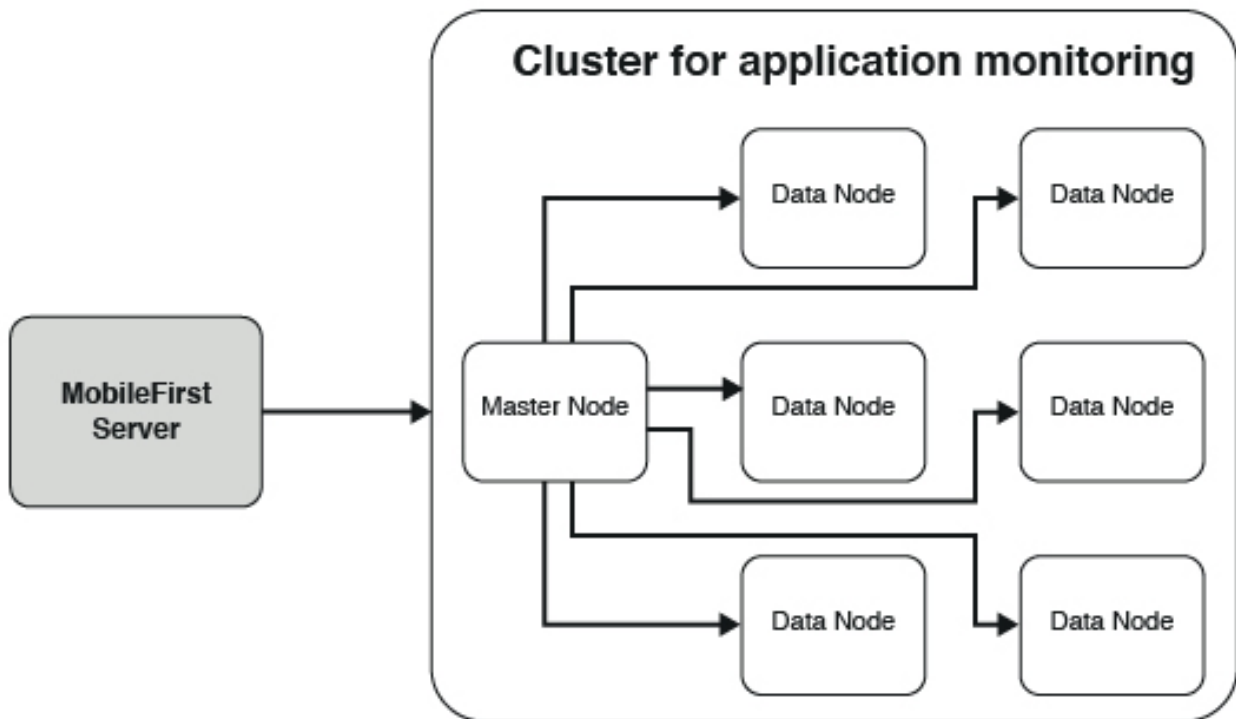 Cluster for application monitoring
Data Node
Data Node
MobileFirst
Server
Master Node
Data Node
Data Node
Data Node
Data Node